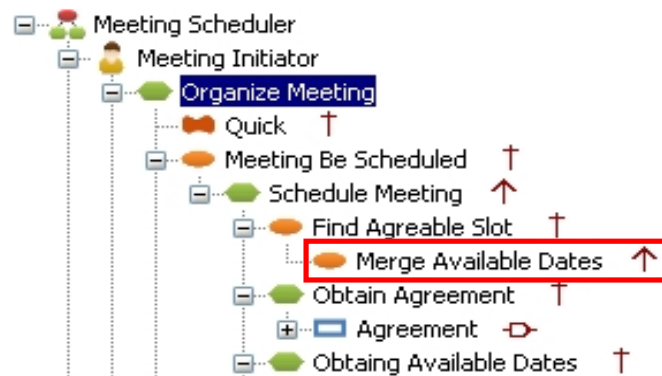 Meeting Scheduler
Meeting Initiator
Organize Meeting
Quick
Meeting Be Scheduled
Schedule Meeting
Find Agreable Slot
Merge Available Dates
Obtain Agreement
Agreement
Obtaing Available Dates